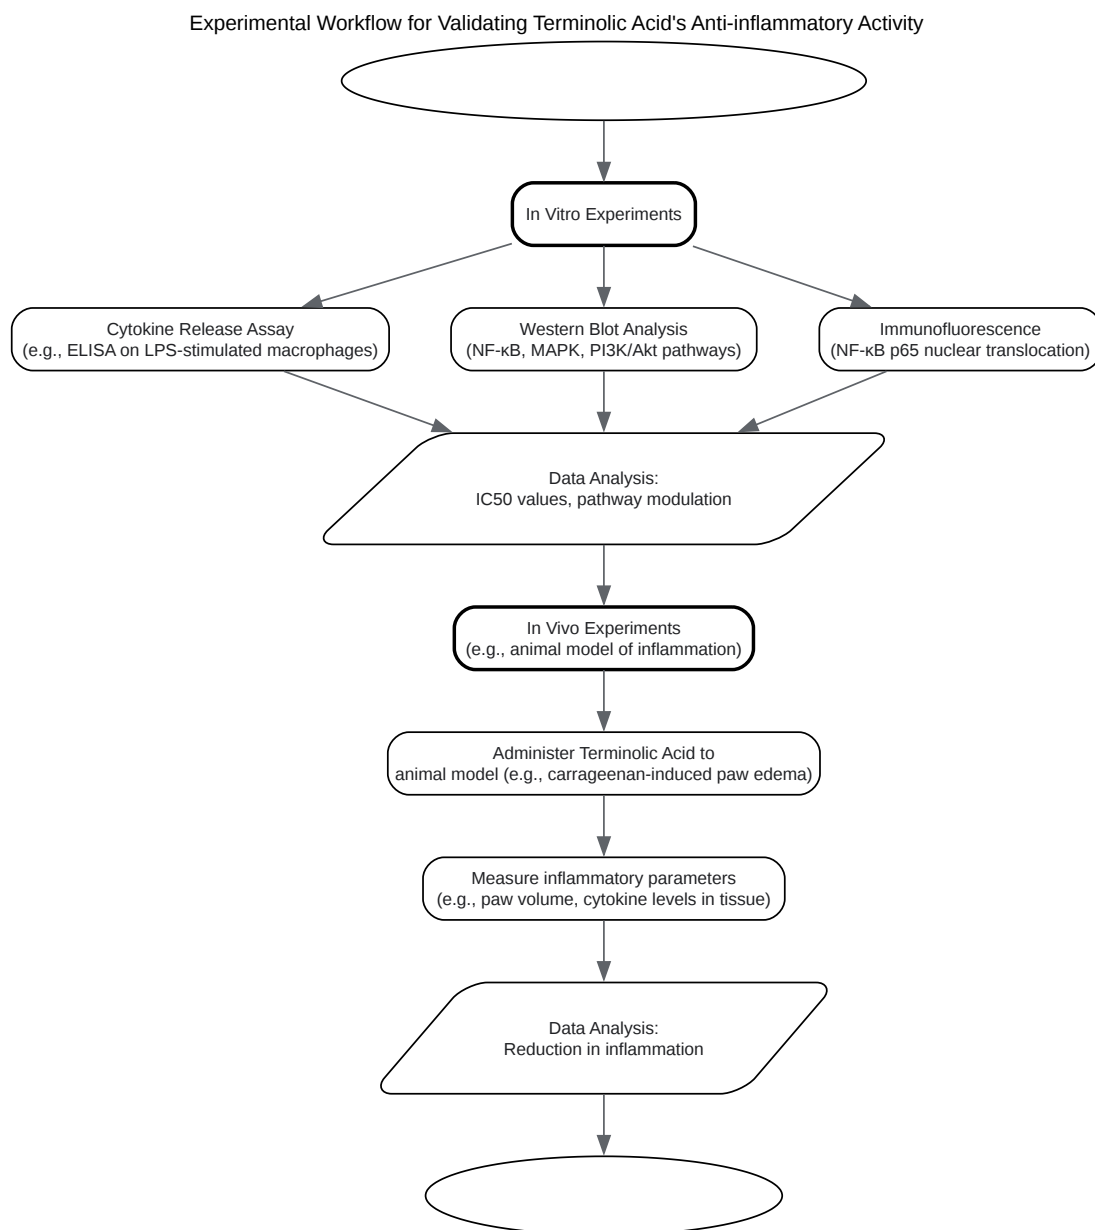 Experimental Workflow for Validating Terminolic Acid's Anti-inflammatory Activity
In Vitro Experiments
Cytokine Release Assay
(e.g., ELISA on LPS-stimulated macrophages)
Western Blot Analysis
(NF-κB, MAPK, PI3K/Akt pathways)
Immunofluorescence
(NF-κB p65 nuclear translocation)
Data Analysis:
IC50 values, pathway modulation
In Vivo Experiments
(e.g., animal model of inflammation)
Administer Terminolic Acid to
animal model (e.g., carrageenan-induced paw edema)
Measure inflammatory parameters
(e.g., paw volume, cytokine levels in tissue)
Data Analysis:
Reduction in inflammation